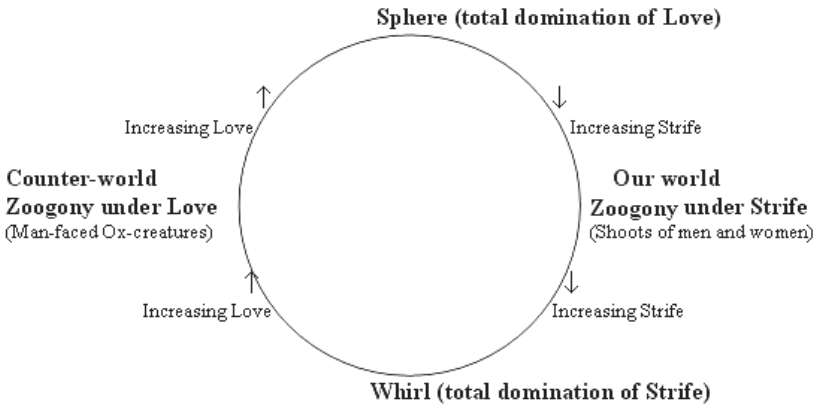 Sphere (total domination of Love)
↑
↓
Increasing Love
Increasing Strife
Counter-world
Zoogony under Love
(Man-faced Ox-creatures)
Our world
Zoogony under Strife
(Shoots of men and women)
↑
↓
Increasing Love
Increasing Strife
Whirl (total domination of Strife)